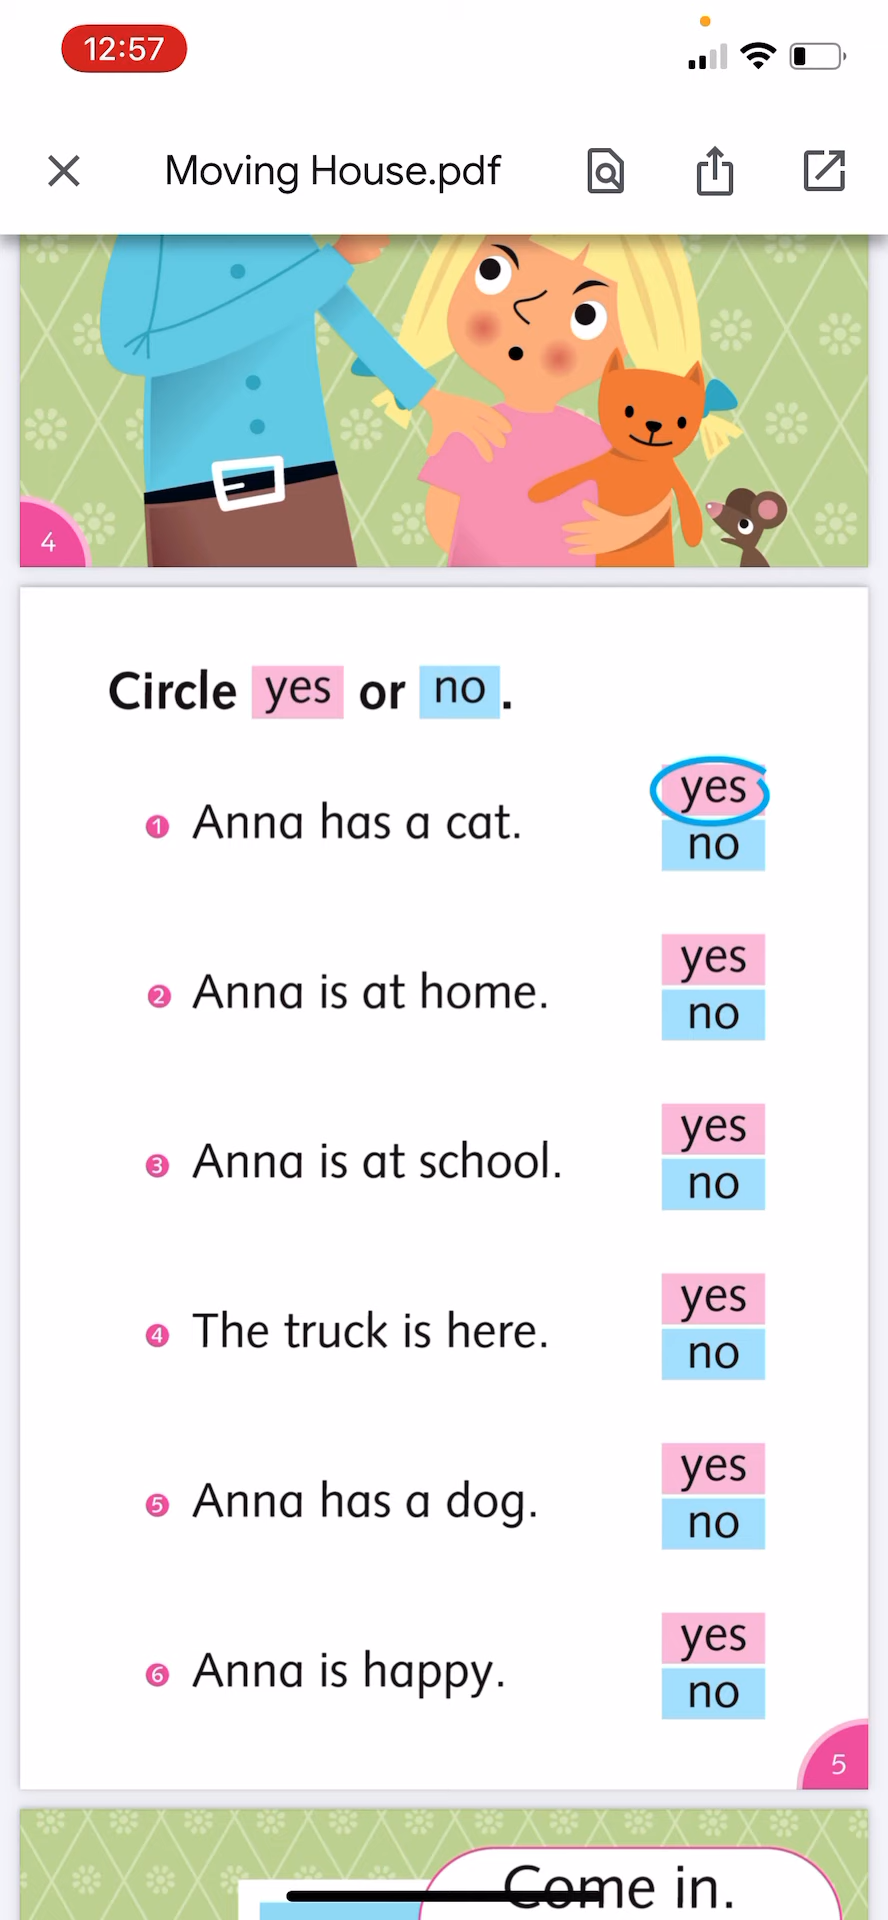 12:57
Moving House.pdf
4
Circle yes or no.
1 Anna has a cat. yes
no
2 Anna is at home. yes
no
3 Anna is at school. yes
no
4 The truck is here. yes
no
5 Anna has a dog. yes
no
6 Anna is happy. yes
no
5
Come in.